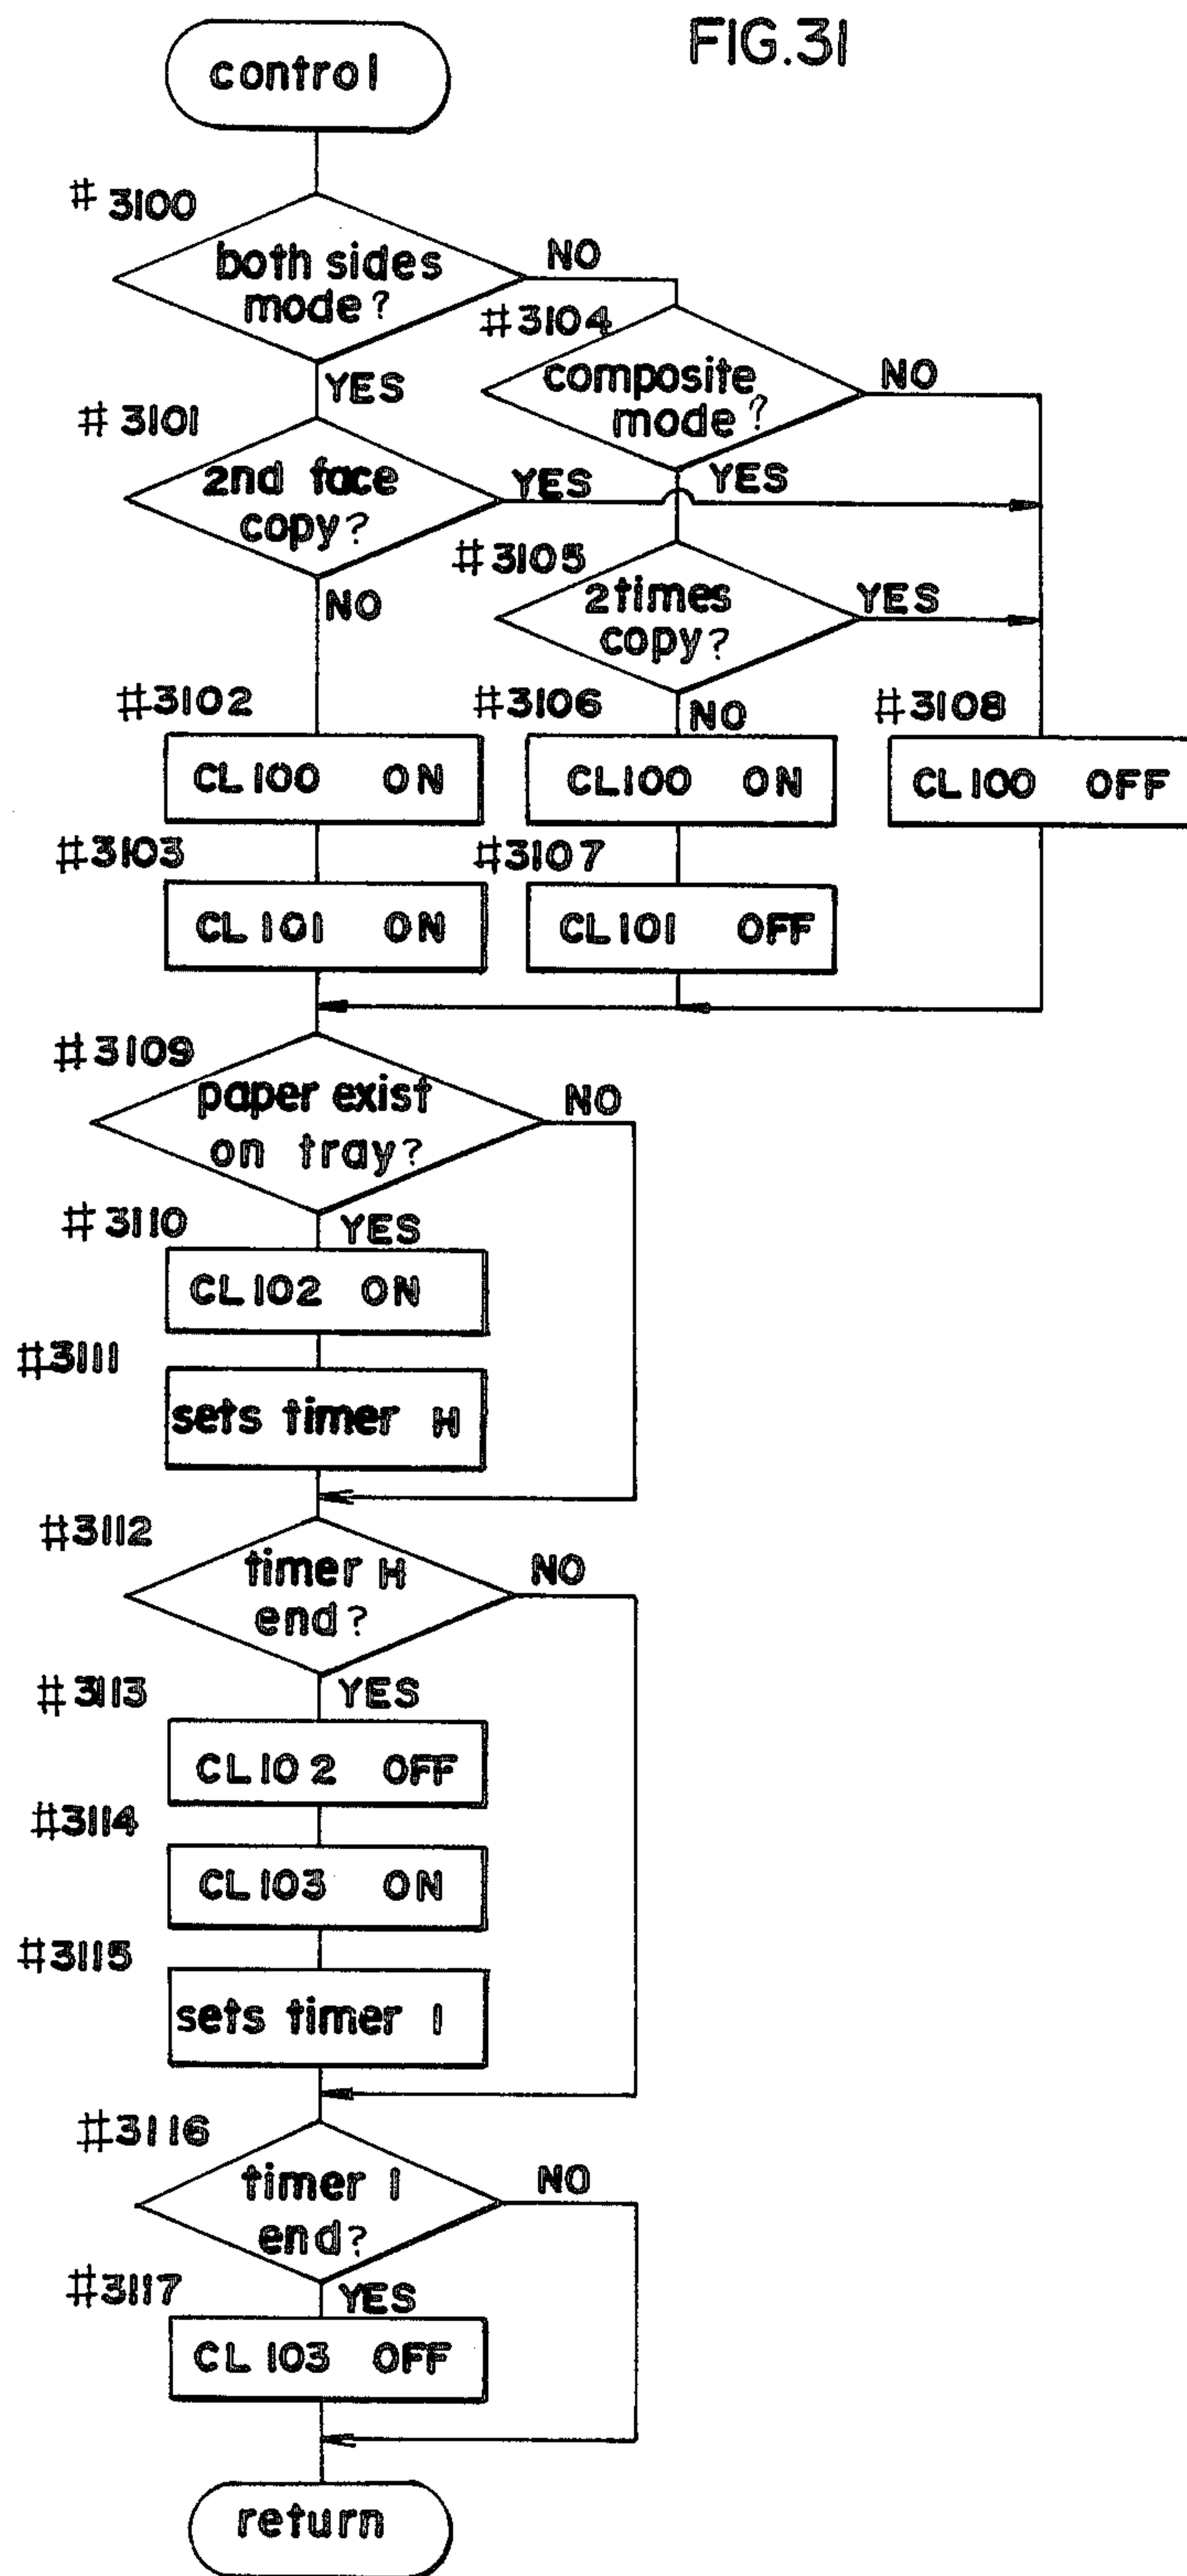 FIG.31
control
#3100
both sides
mode?
NO
YES
#3104
composite
mode?
NO
YES
#3101
2nd face
copy?
YES
NO
#3105
2 times
copy?
YES
NO
#3102
CL100 ON
#3106
CL100 ON
#3108
CL100 OFF
#3103
CL101 ON
#3107
CL101 OFF
#3109
paper exist
on tray?
NO
YES
#3110
CL102 ON
#3111
sets timer H
#3112
timer H
end?
NO
YES
#3113
CL102 OFF
#3114
CL103 ON
#3115
sets timer I
#3116
timer I
end?
NO
YES
#3117
CL103 OFF
return